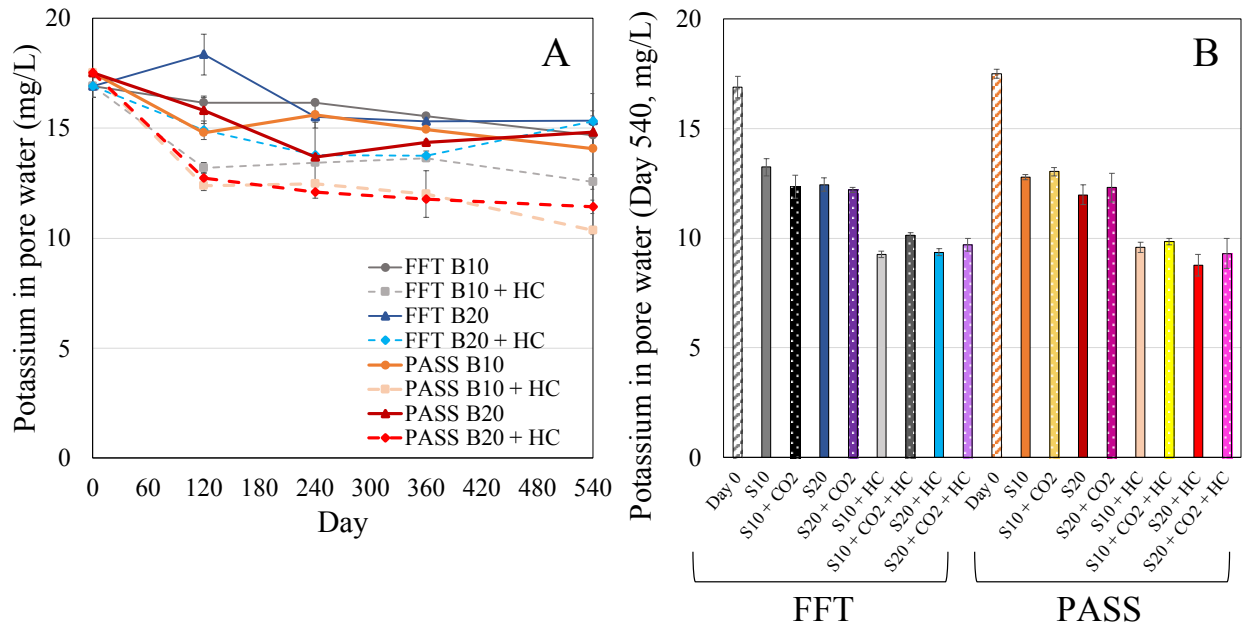 Potassium in pore water (mg/L)
20
15
10
5
0
A
FFT B10
FFT B10 + HC
FFT B20
FFT B20 + HC
PASS B10
PASS B10 + HC
PASS B20
PASS B20 + HC
0 60 120 180 240 300 360 420 480 540
Day
Potassium in pore water (Day 540, mg/L)
20
15
10
5
0
B
Day 0
S10
S10 + CO2
S20
S20 + CO2
S10 + HC
S10 + CO2 + HC
S20 + HC
S20 + CO2 + HC
Day 0
S10
S10 + CO2
S20
S20 + CO2
S10 + HC
S10 + CO2 + HC
S20 + HC
S20 + CO2 + HC
FFT
PASS